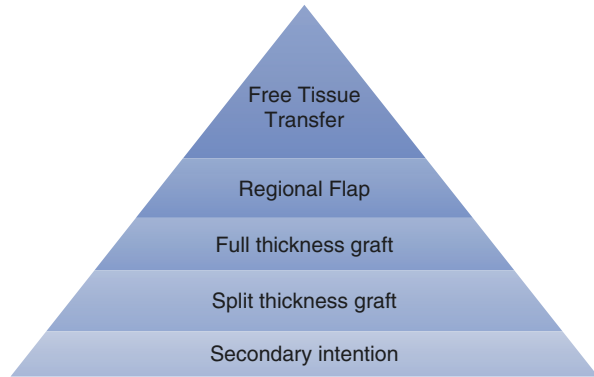 Free Tissue
Transfer
Regional Flap
Full thickness graft
Split thickness graft
Secondary intention